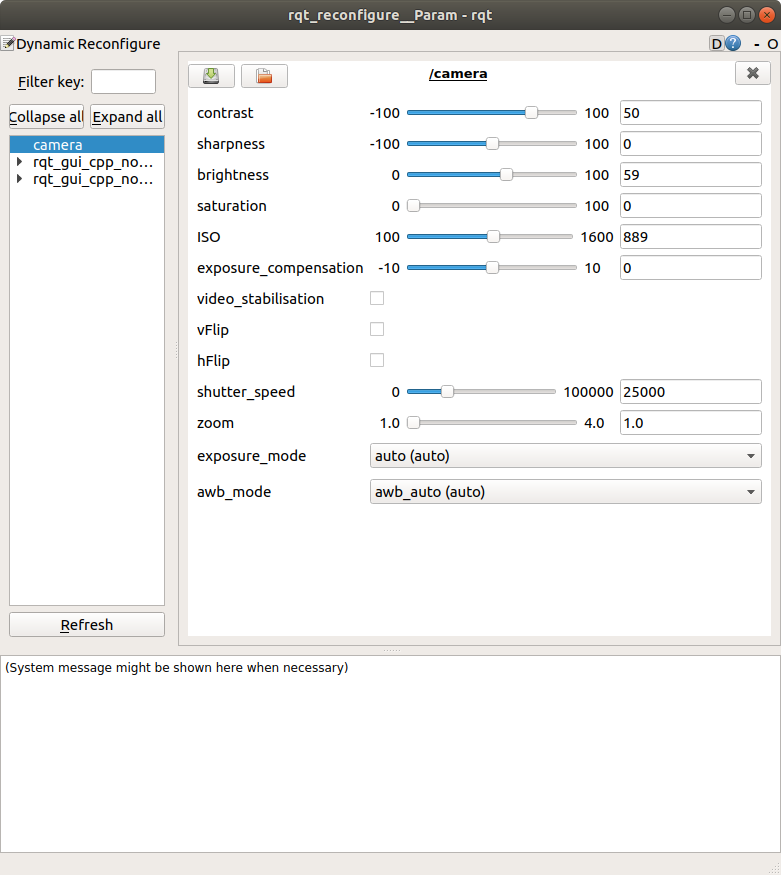 rqt_reconfigure__Param - rqt
Dynamic Reconfigure
D ? - O
Filter key:
Collapse all Expand all
camera
rqt_gui_cpp_no...
rqt_gui_cpp_no...
Refresh
/camera
contrast -100 100 50
sharpness -100 100 0
brightness 0 100 59
saturation 0 100 0
ISO 100 1600 889
exposure_compensation -10 10 0
video_stabilisation
vFlip
hFlip
shutter_speed 0 100000 25000
zoom 1.0 4.0 1.0
exposure_mode auto (auto)
awb_mode awb_auto (auto)
(System message might be shown here when necessary)